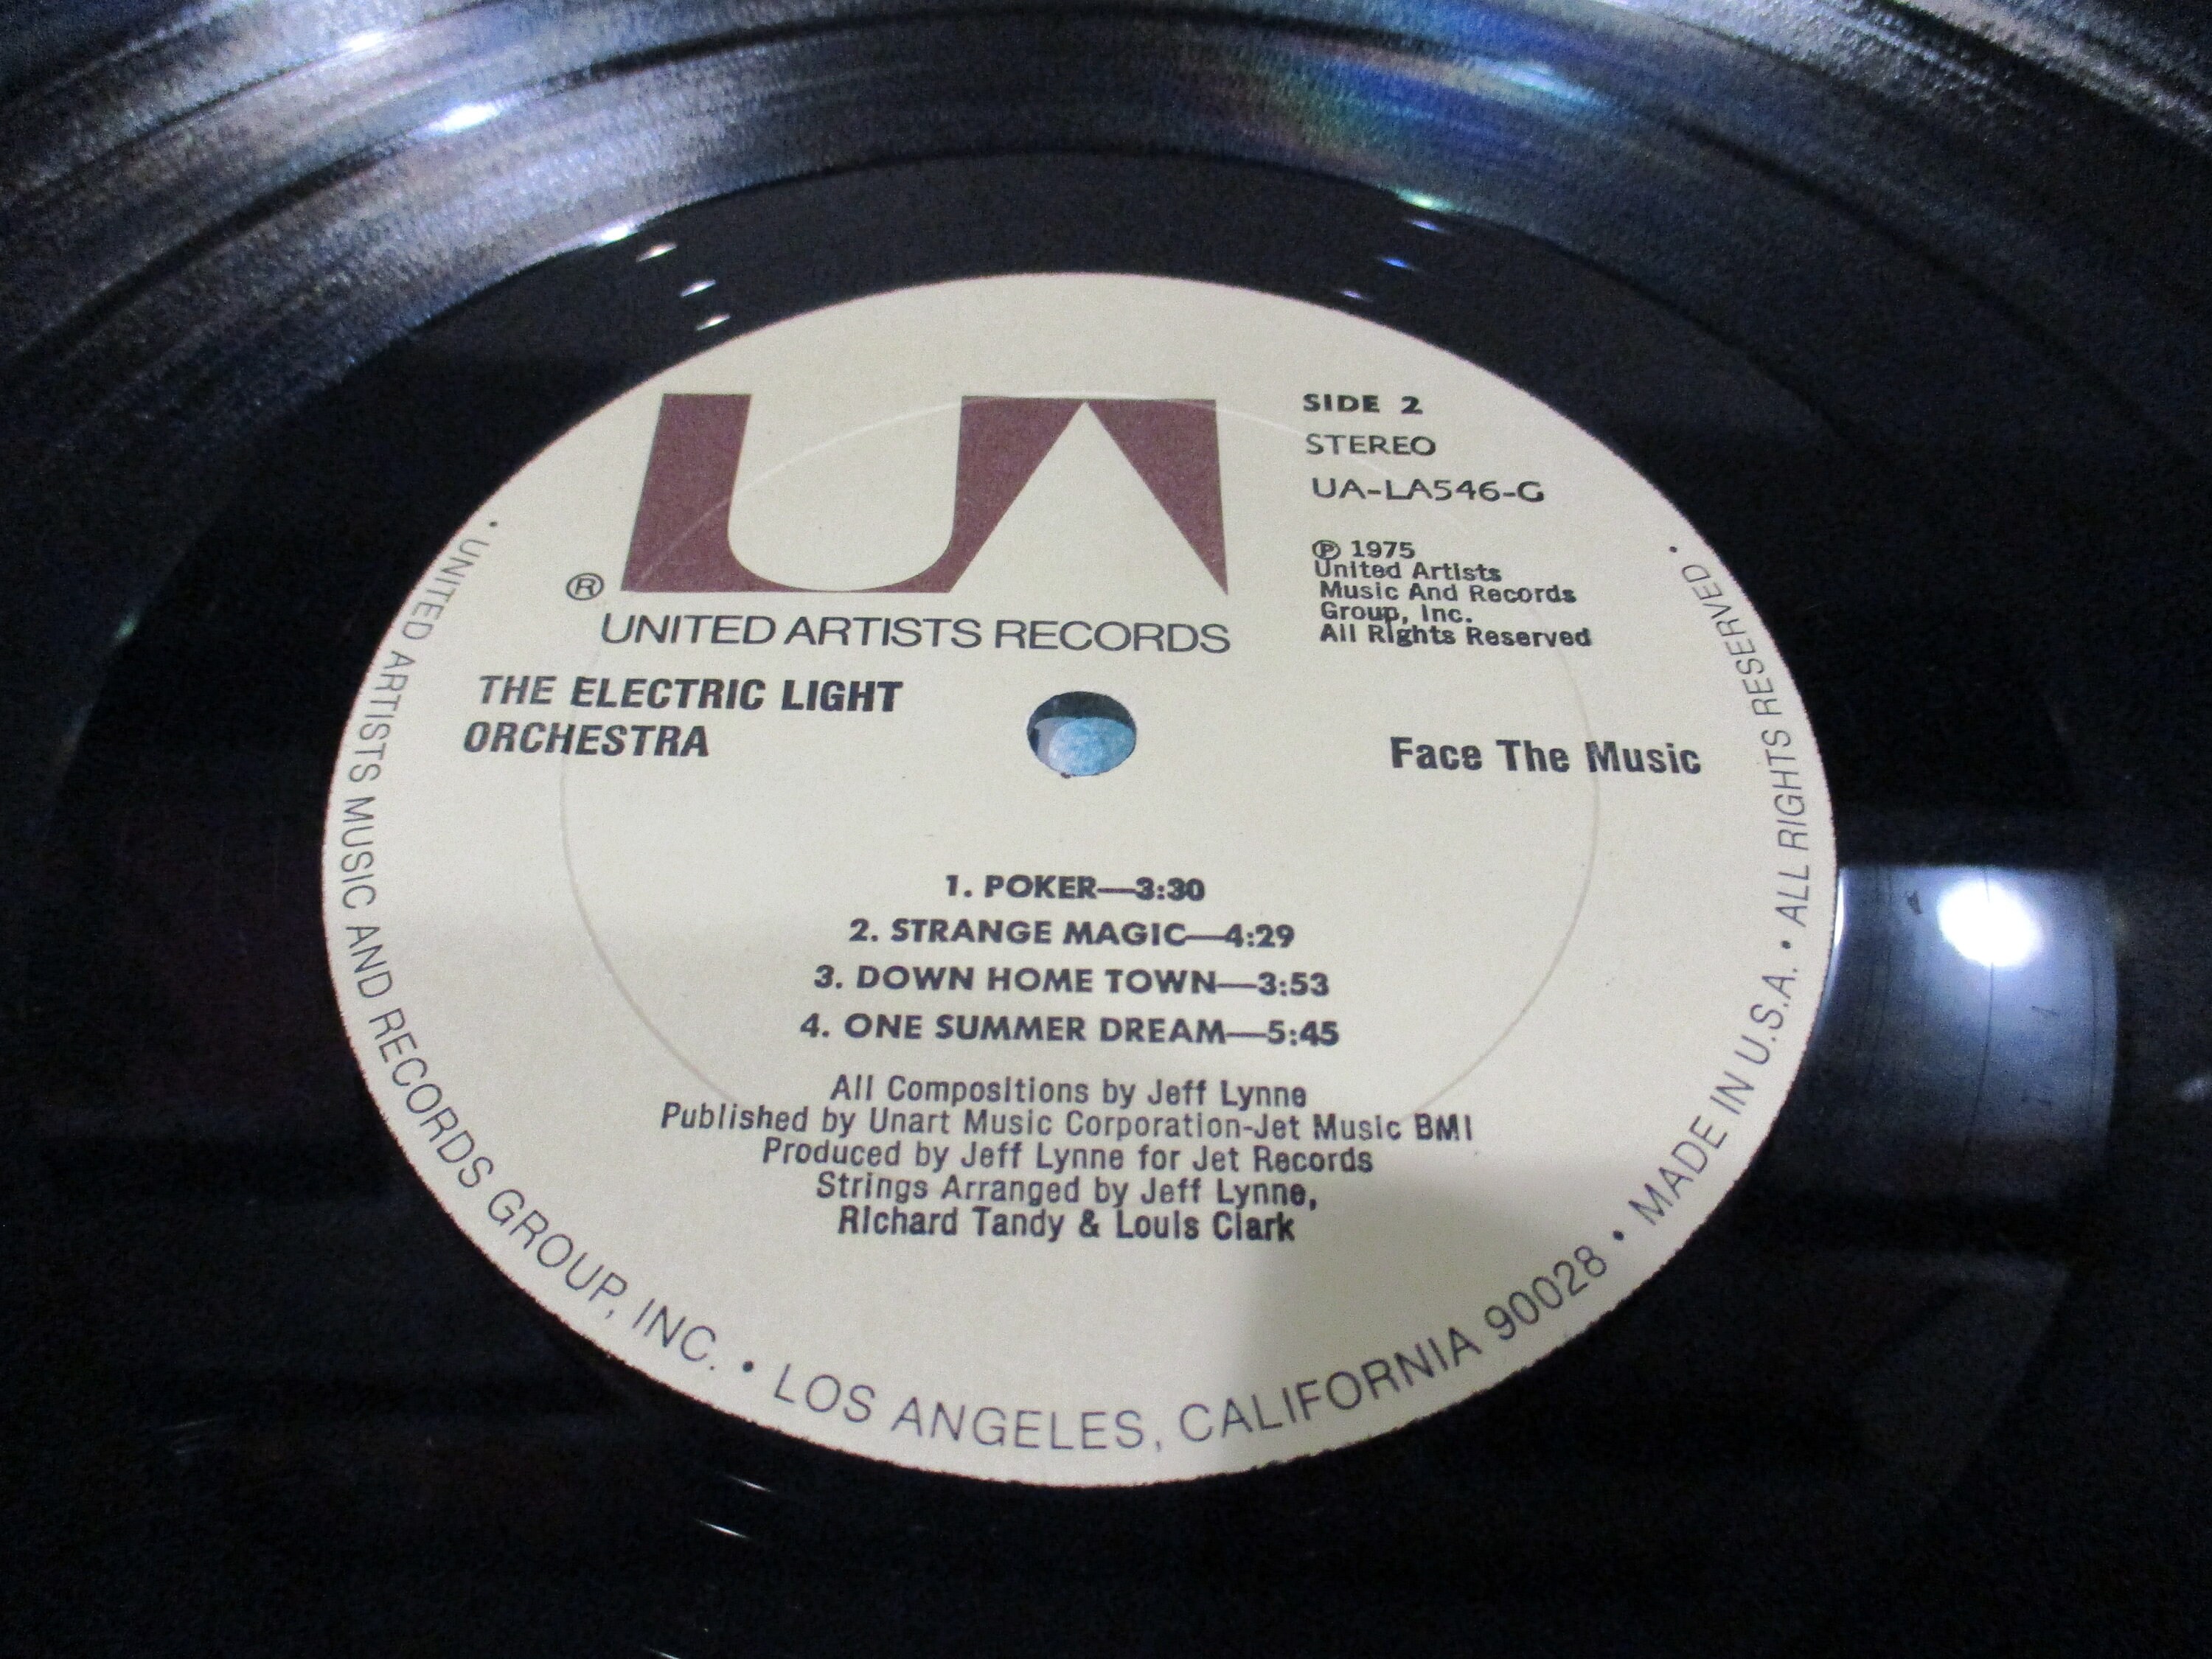 UA
®
UNITED ARTISTS RECORDS
SIDE 2
STEREO
UA-LA546-G
℗ 1975
United Artists
Music And Records
Group, Inc.
All Rights Reserved
THE ELECTRIC LIGHT
ORCHESTRA
Face The Music
1. POKER—3:30
2. STRANGE MAGIC—4:29
3. DOWN HOME TOWN—3:53
4. ONE SUMMER DREAM—5:45
All Compositions by Jeff Lynne
Published by Unart Music Corporation-Jet Music BMI
Produced by Jeff Lynne for Jet Records
Strings Arranged by Jeff Lynne,
Richard Tandy & Louis Clark
• UNITED ARTISTS MUSIC AND RECORDS GROUP, INC. • LOS ANGELES, CALIFORNIA 90028 • MADE IN U.S.A. • ALL RIGHTS RESERVED •